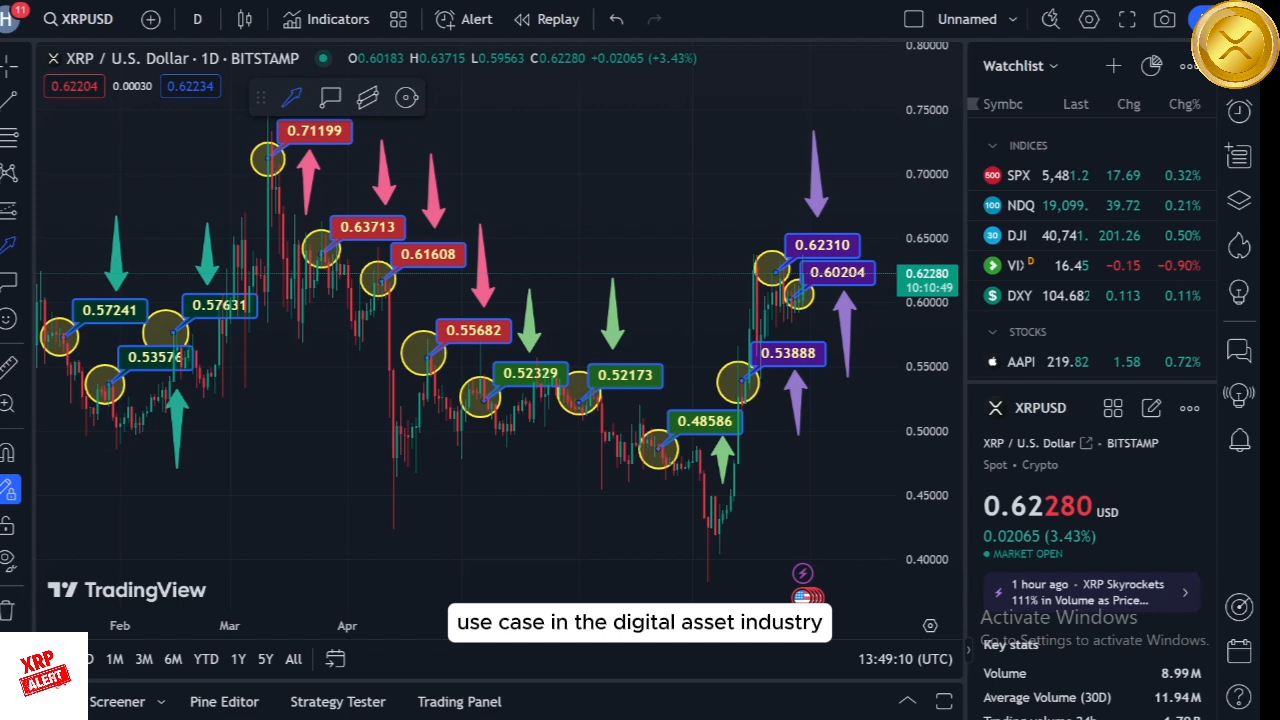 11
H
XRPUSD
D
Indicators
Alert
Replay
Unnamed
XRP / U.S. Dollar · 1D · BITSTAMP
O0.60183 H0.63715 L0.59563 C0.62280 +0.02065 (+3.43%)
0.62204
0.00030
0.62234
0.80000
0.75000
0.70000
0.65000
0.62280
10:10:49
0.60000
0.55000
0.50000
0.45000
0.40000
0.71199
0.63713
0.61608
0.57241
0.57631
0.53576
0.55682
0.52329
0.52173
0.48586
0.62310
0.60204
0.53888
TradingView
Feb
Mar
Apr
use case in the digital asset industry
XRP
ALERT
D
1M
3M
6M
YTD
1Y
5Y
All
13:49:10 (UTC)
Screener
Pine Editor
Strategy Tester
Trading Panel
Watchlist
Symbc
Last
Chg
Chg%
INDICES
500 SPX 5,481.2 17.69 0.32%
100 NDQ 19,099. 39.72 0.21%
30 DJI 40,741. 201.26 0.50%
VI D 16.45 −0.15 −0.90%
$ DXY 104.682 0.113 0.11%
STOCKS
AAPL 219.82 1.58 0.72%
XRPUSD
XRP / U.S. Dollar · BITSTAMP
Spot · Crypto
0.62280 USD
0.02065 (3.43%)
MARKET OPEN
1 hour ago · XRP Skyrockets
111% in Volume as Price...
Activate Windows
Go to Settings to activate Windows.
Key stats
Volume 8.99M
Average Volume (30D) 11.94M